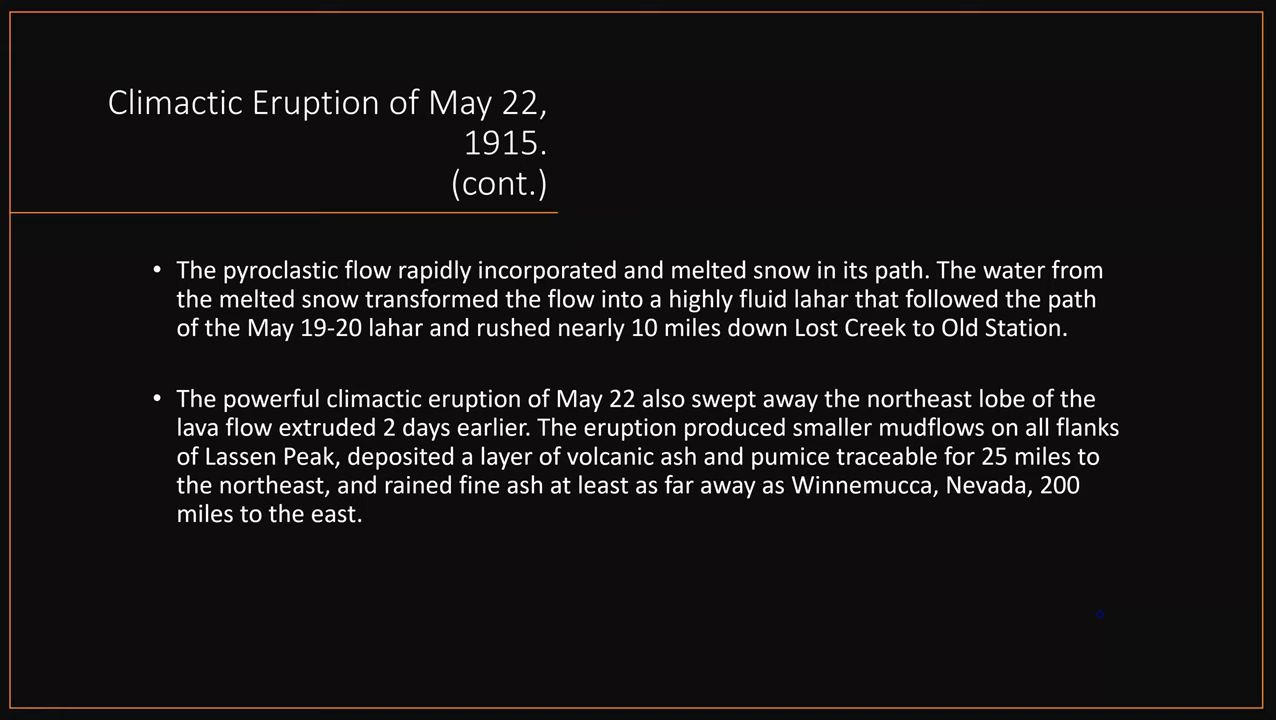 Climactic Eruption of May 22,
1915.
(cont.)
• The pyroclastic flow rapidly incorporated and melted snow in its path. The water from
the melted snow transformed the flow into a highly fluid lahar that followed the path
of the May 19-20 lahar and rushed nearly 10 miles down Lost Creek to Old Station.
• The powerful climactic eruption of May 22 also swept away the northeast lobe of the
lava flow extruded 2 days earlier. The eruption produced smaller mudflows on all flanks
of Lassen Peak, deposited a layer of volcanic ash and pumice traceable for 25 miles to
the northeast, and rained fine ash at least as far away as Winnemucca, Nevada, 200
miles to the east.